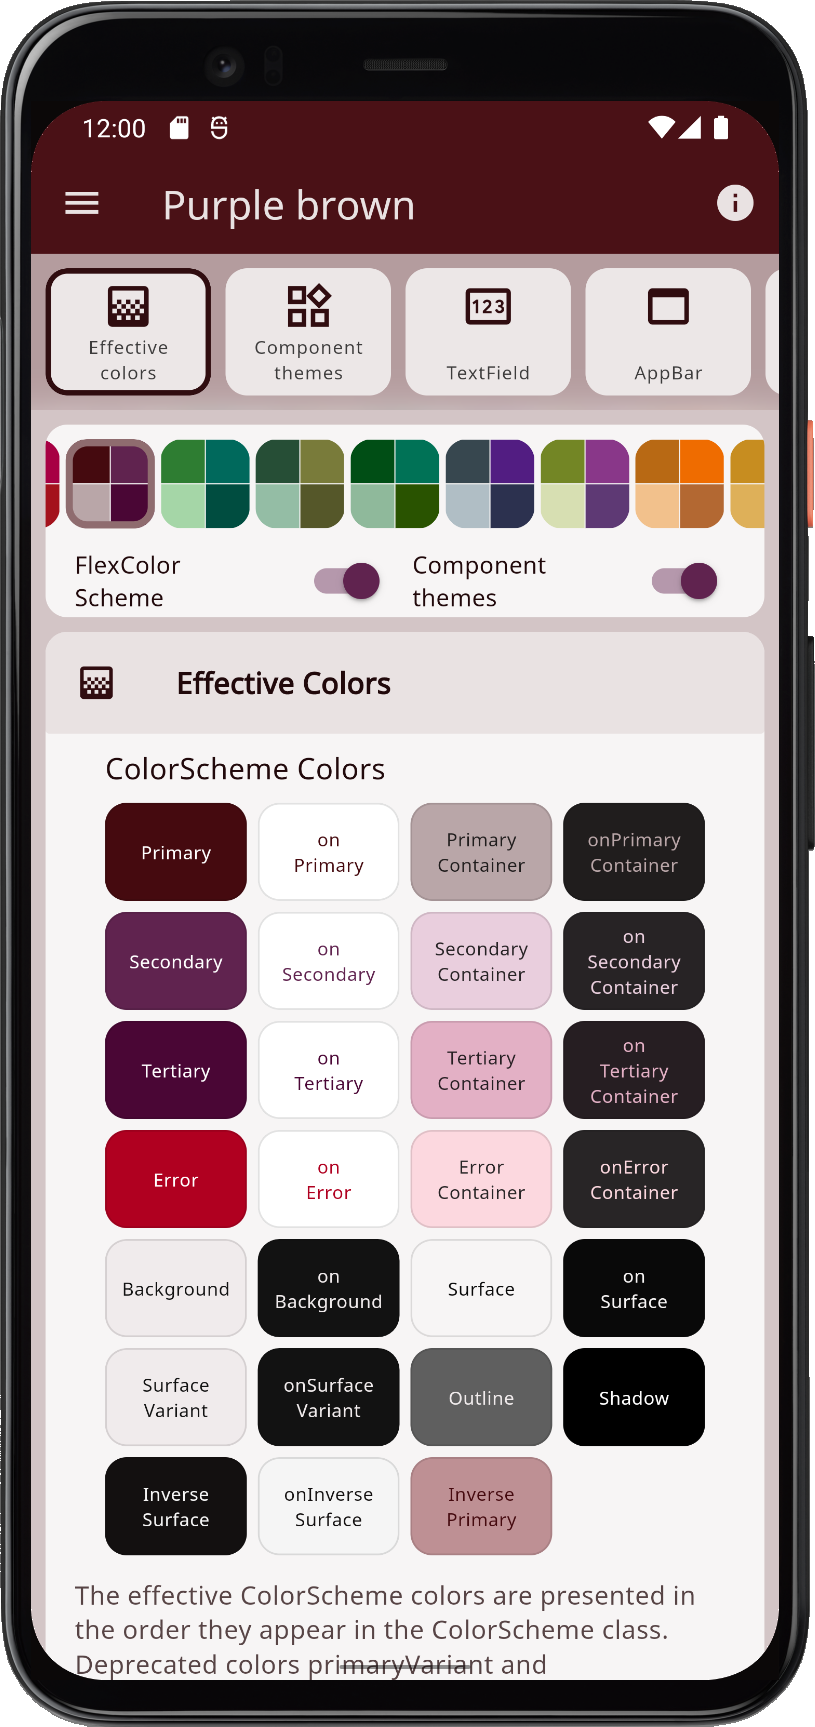 12:00
Purple brown
Effective
colors
Component
themes
123
TextField
AppBar
FlexColor
Scheme
Component
themes
Effective Colors
ColorScheme Colors
Primary
on
Primary
Primary
Container
onPrimary
Container
Secondary
on
Secondary
Secondary
Container
on
Secondary
Container
Tertiary
on
Tertiary
Tertiary
Container
on
Tertiary
Container
Error
on
Error
Error
Container
onError
Container
Background
on
Background
Surface
on
Surface
Surface
Variant
onSurface
Variant
Outline
Shadow
Inverse
Surface
onInverse
Surface
Inverse
Primary
The effective ColorScheme colors are presented in
the order they appear in the ColorScheme class.
Deprecated colors primaryVariant and